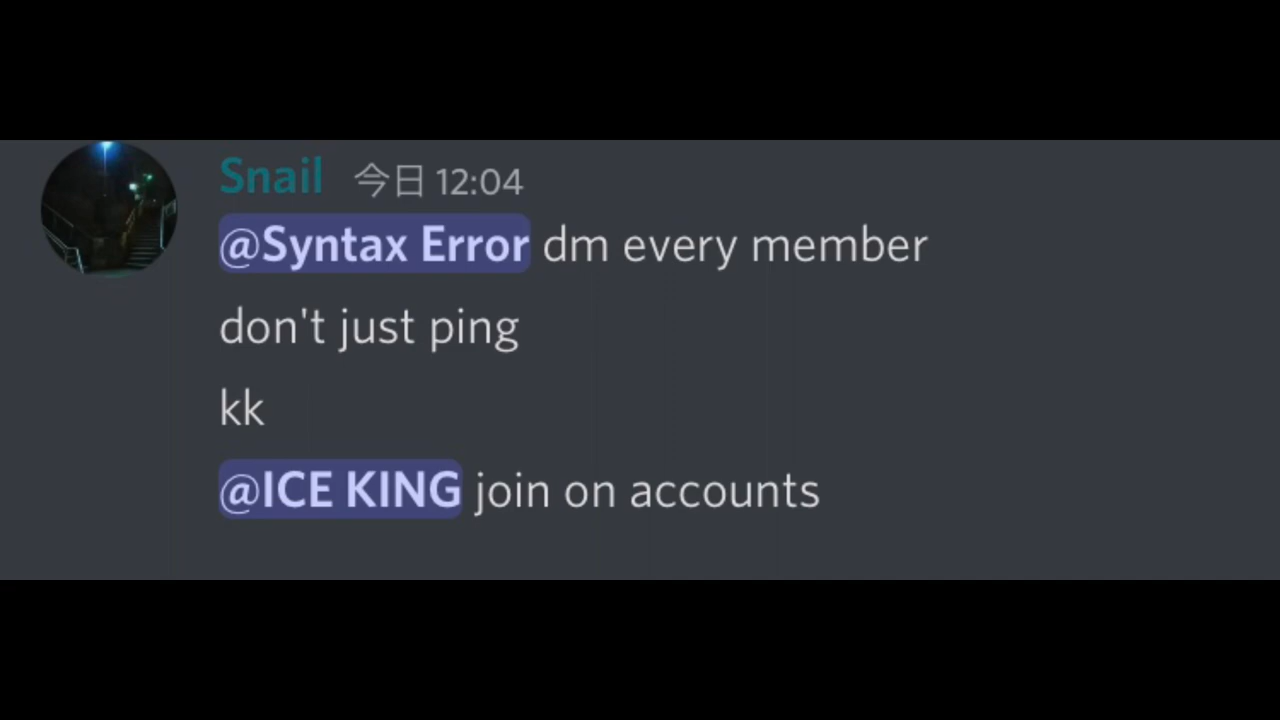 Snail 今日 12:04
@Syntax Error dm every member
don't just ping
kk
@ICE KING join on accounts